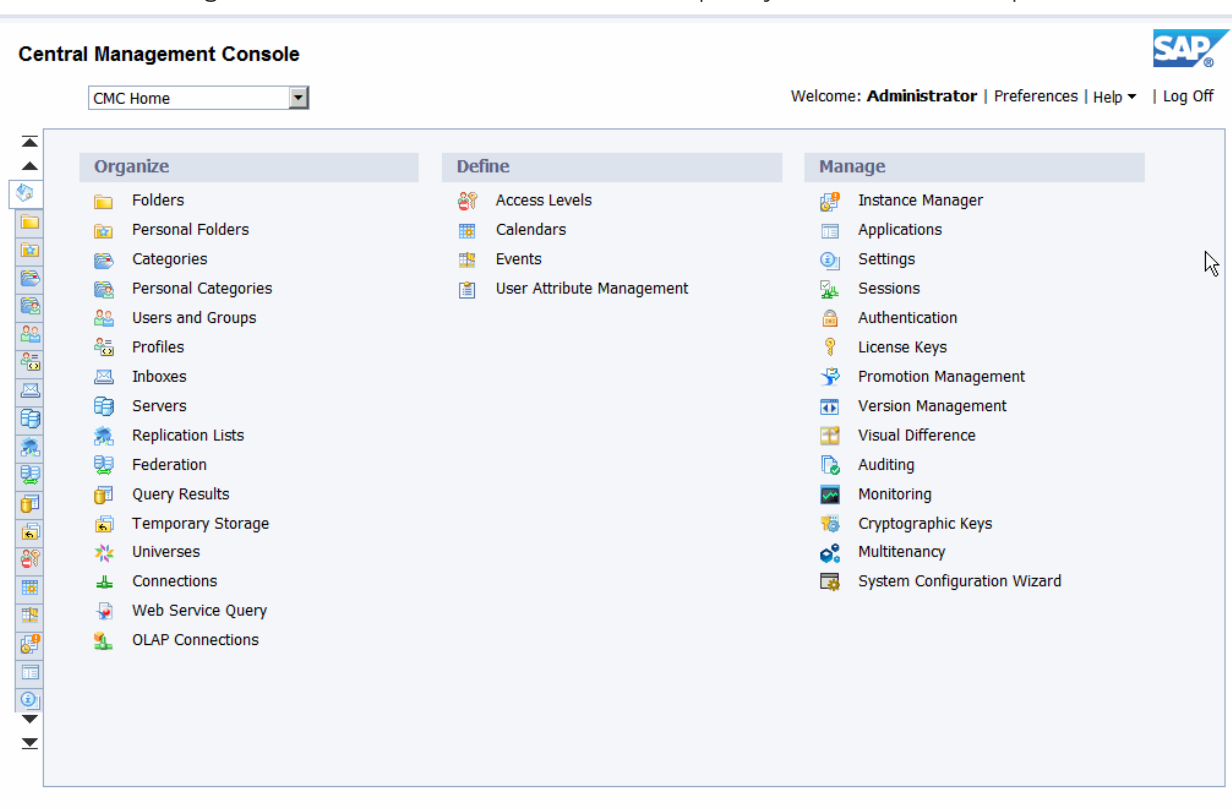 Central Management Console
SAP®
CMC Home
Welcome: Administrator | Preferences | Help | Log Off
Organize
Folders
Personal Folders
Categories
Personal Categories
Users and Groups
Profiles
Inboxes
Servers
Replication Lists
Federation
Query Results
Temporary Storage
Universes
Connections
Web Service Query
OLAP Connections
Define
Access Levels
Calendars
Events
User Attribute Management
Manage
Instance Manager
Applications
Settings
Sessions
Authentication
License Keys
Promotion Management
Version Management
Visual Difference
Auditing
Monitoring
Cryptographic Keys
Multitenancy
System Configuration Wizard